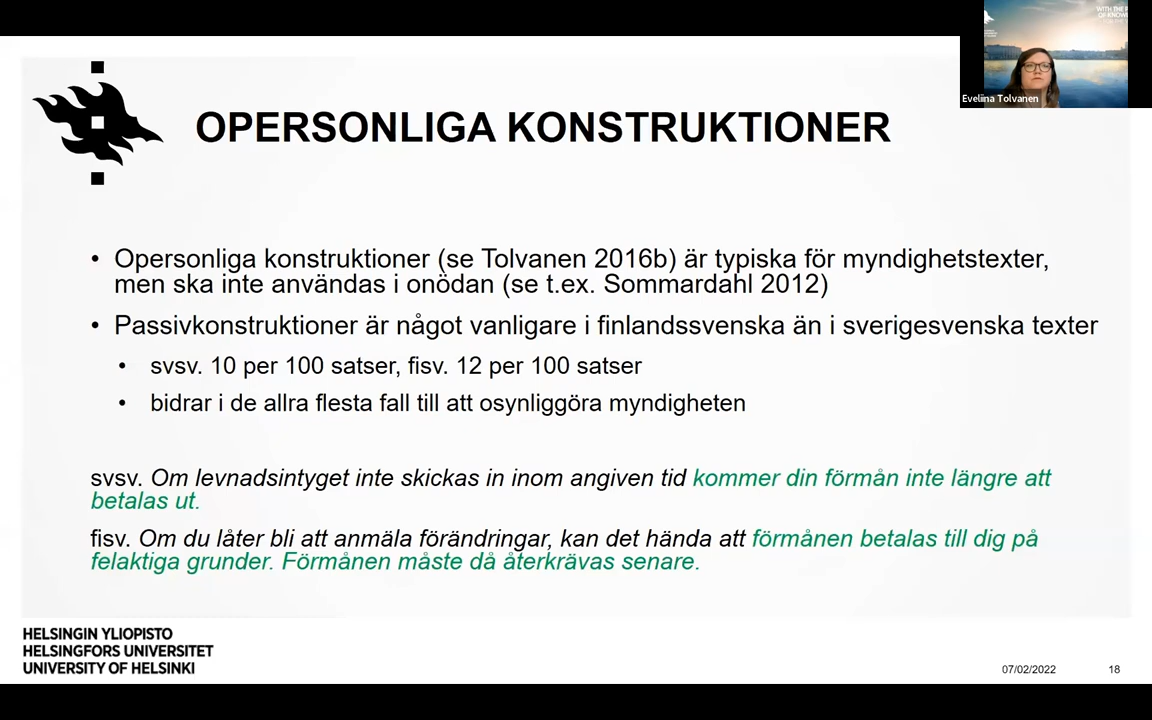 WITH THE P
OF KNOW
Eveliina Tolvanen
OPERSONLIGA KONSTRUKTIONER
• Opersonliga konstruktioner (se Tolvanen 2016b) är typiska för myndighetstexter,
men ska inte användas i onödan (se t.ex. Sommardahl 2012)
• Passivkonstruktioner är något vanligare i finlandssvenska än i sverigesvenska texter
• svsv. 10 per 100 satser, fisv. 12 per 100 satser
• bidrar i de allra flesta fall till att osynliggöra myndigheten
svsv. Om levnadsintyget inte skickas in inom angiven tid kommer din förmån inte längre att
betalas ut.
fisv. Om du låter bli att anmäla förändringar, kan det hända att förmånen betalas till dig på
felaktiga grunder. Förmånen måste då återkrävas senare.
HELSINGIN YLIOPISTO
HELSINGFORS UNIVERSITET
UNIVERSITY OF HELSINKI
07/02/2022
18